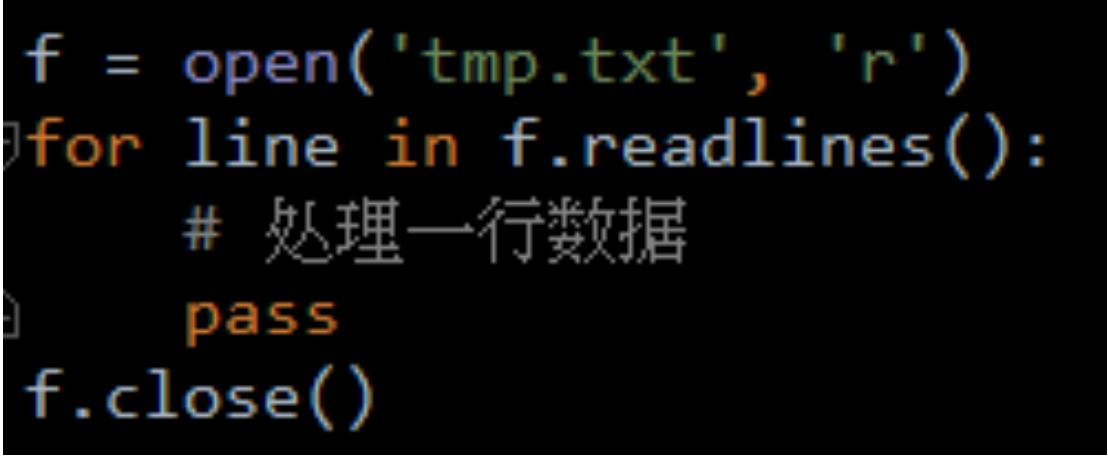 f = open('tmp.txt', 'r')
for line in f.readlines():
    # 处理一行数据
    pass
f.close()